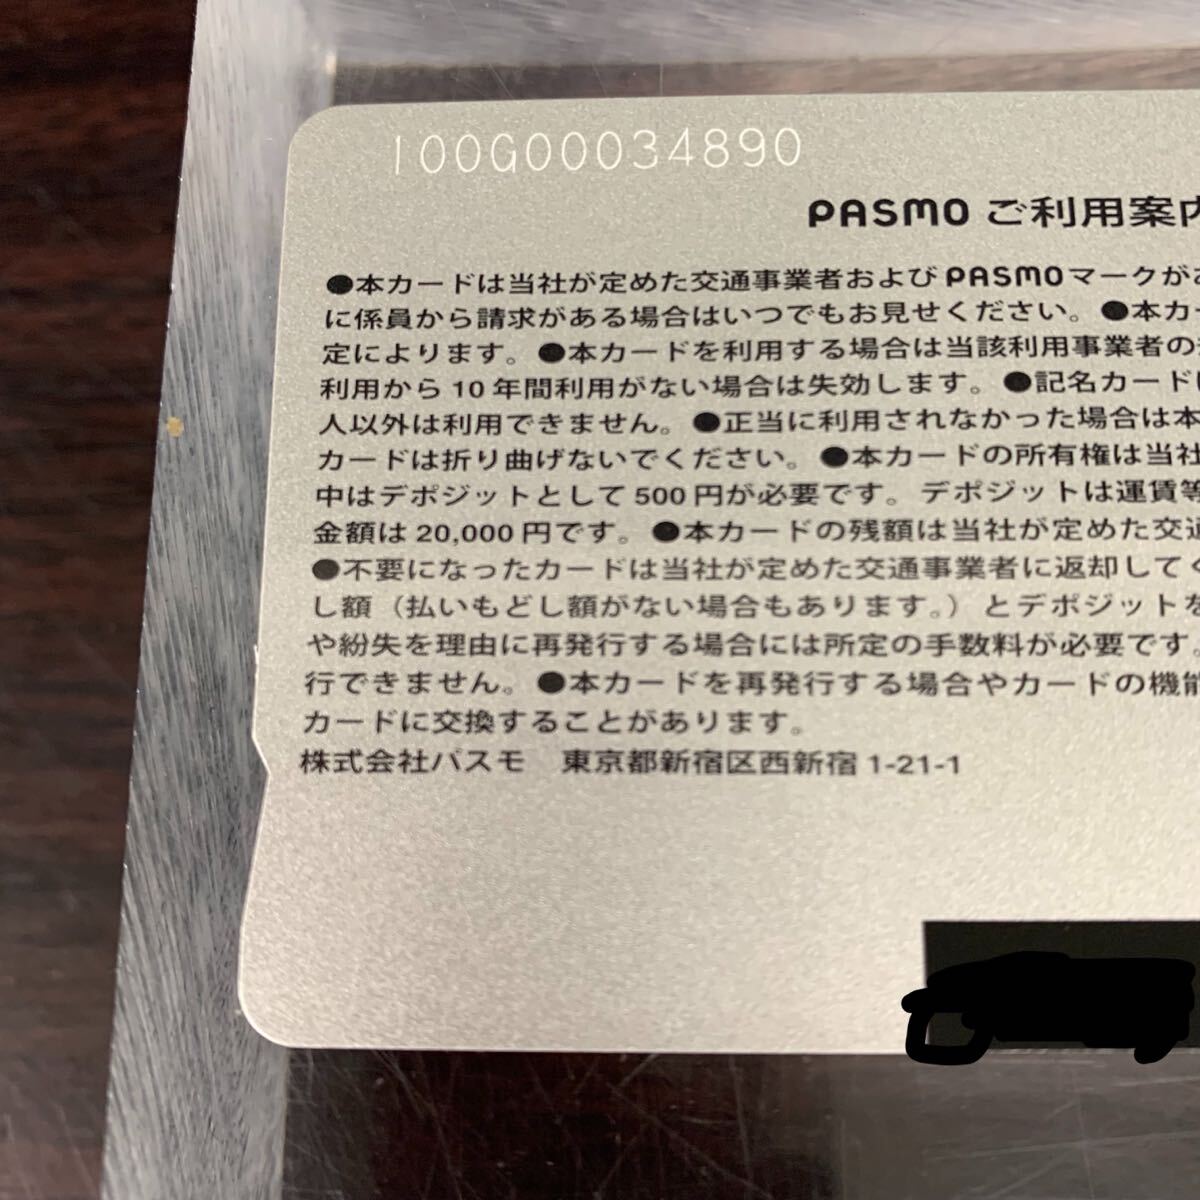 100G00034890
PASMO ご利用案内
●本カードは当社が定めた交通事業者およびPASMOマークがあ
に係員から請求がある場合はいつでもお見せください。●本カー
定によります。●本カードを利用する場合は当該利用事業者の
利用から10年間利用がない場合は失効します。●記名カード
人以外は利用できません。●正当に利用されなかった場合は本
カードは折り曲げないでください。●本カードの所有権は当社
中はデポジットとして500円が必要です。デポジットは運賃等
金額は20,000円です。●本カードの残額は当社が定めた交通
●不要になったカードは当社が定めた交通事業者に返却してく
し額（払いもどし額がない場合もあります。）とデポジットを
や紛失を理由に再発行する場合には所定の手数料が必要です。
行できません。●本カードを再発行する場合やカードの機能
カードに交換することがあります。
株式会社パスモ　東京都新宿区西新宿1-21-1